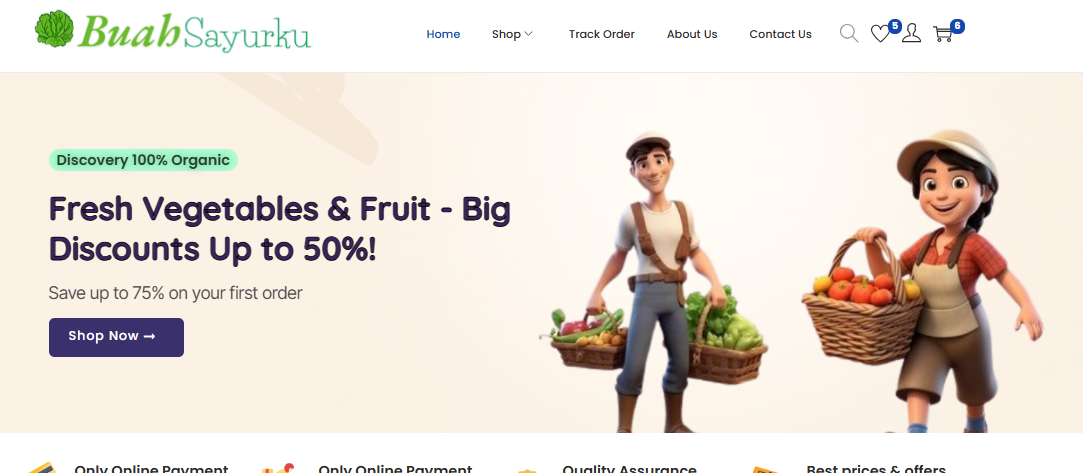 BuahSayurku
Home Shop Track Order About Us Contact Us 5 6
Discovery 100% Organic
Fresh Vegetables & Fruit - Big
Discounts Up to 50%!
Save up to 75% on your first order
Shop Now →
Only Online Payment Only Online Payment Quality Assurance Best prices & offers